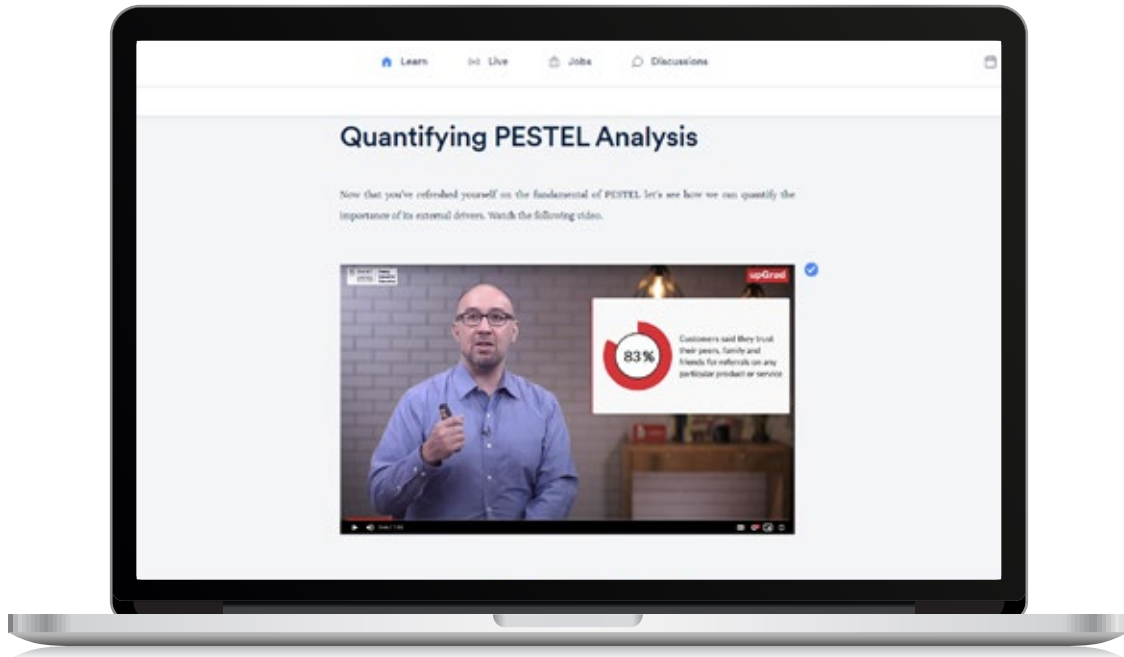 Learn
Live
Jobs
Discussions
Quantifying PESTEL Analysis
Now that you've refreshed yourself on the fundamental of PESTEL let's see how we can quantify the
importance of its external drivers. Watch the following video.
upGrad
83%
Customers said they trust
their peers, family and
friends for referrals on any
particular product or service